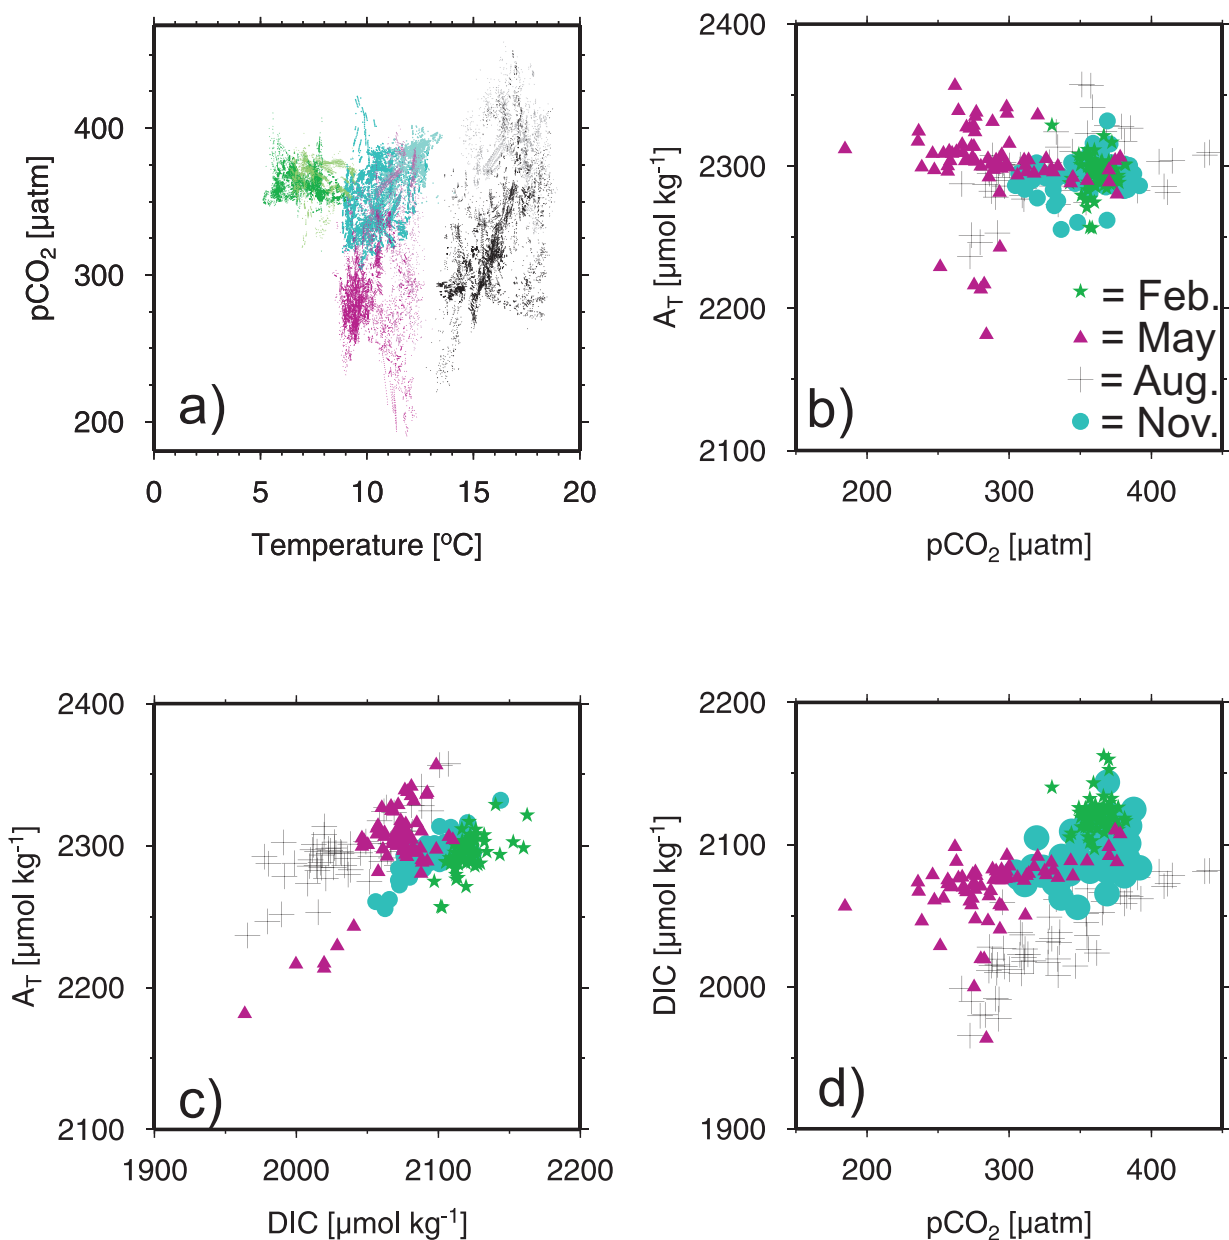 400
300
200
pCO₂ [µatm]
a)
0 5 10 15 20
Temperature [ºC]
2400
2300
2200
2100
A_T [µmol kg⁻¹]
= Feb.
= May
= Aug.
= Nov.
b)
200 300 400
pCO₂ [µatm]
2400
2300
2200
2100
A_T [µmol kg⁻¹]
c)
1900 2000 2100 2200
DIC [µmol kg⁻¹]
2200
2100
2000
1900
DIC [µmol kg⁻¹]
d)
200 300 400
pCO₂ [µatm]